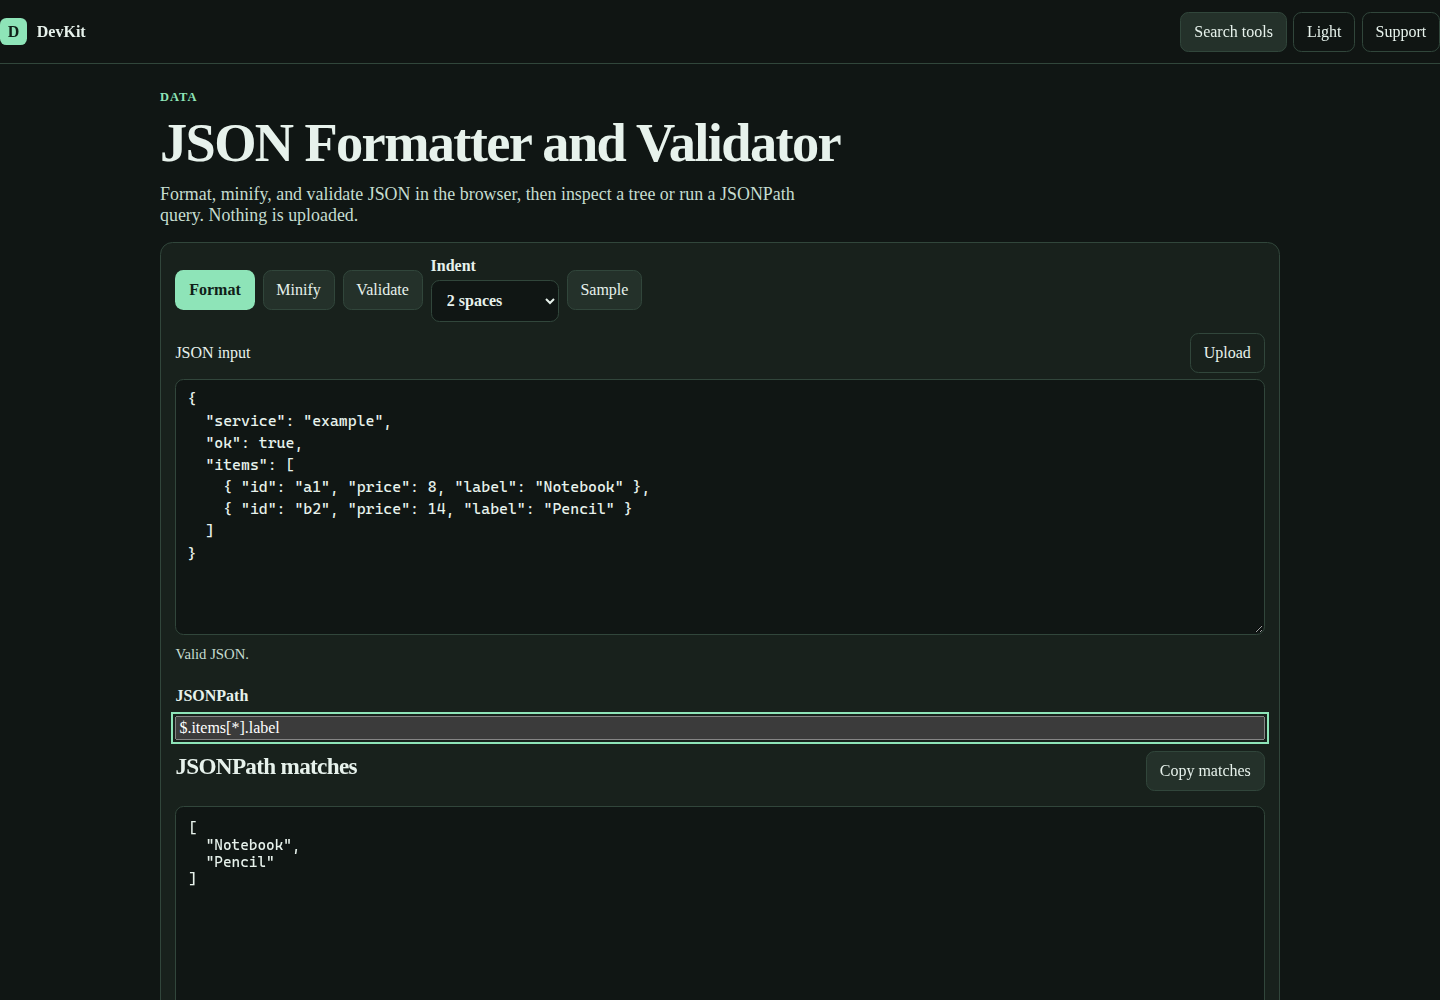 D DevKit
Search tools Light Support
DATA
JSON Formatter and Validator
Format, minify, and validate JSON in the browser, then inspect a tree or run a JSONPath
query. Nothing is uploaded.
Indent
Format Minify Validate 2 spaces Sample
JSON input Upload
{
  "service": "example",
  "ok": true,
  "items": [
    { "id": "a1", "price": 8, "label": "Notebook" },
    { "id": "b2", "price": 14, "label": "Pencil" }
  ]
}
Valid JSON.
JSONPath
$.items[*].label
JSONPath matches Copy matches
[
  "Notebook",
  "Pencil"
]